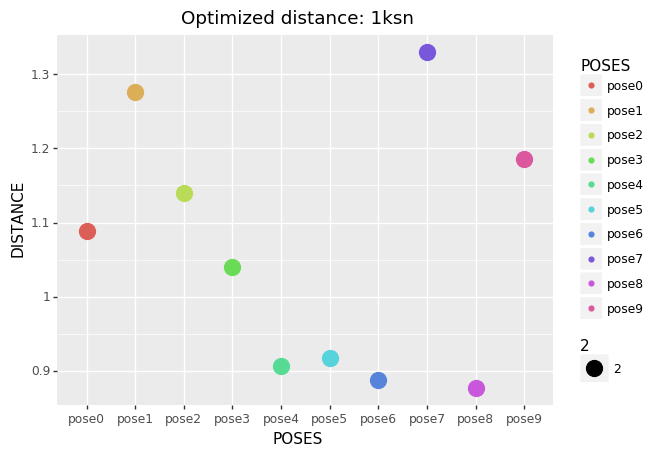 Optimized distance: 1ksn
DISTANCE
1.3
1.2
1.1
1
0.9
pose0 pose1 pose2 pose3 pose4 pose5 pose6 pose7 pose8 pose9
POSES
POSES
pose0
pose1
pose2
pose3
pose4
pose5
pose6
pose7
pose8
pose9
2
2